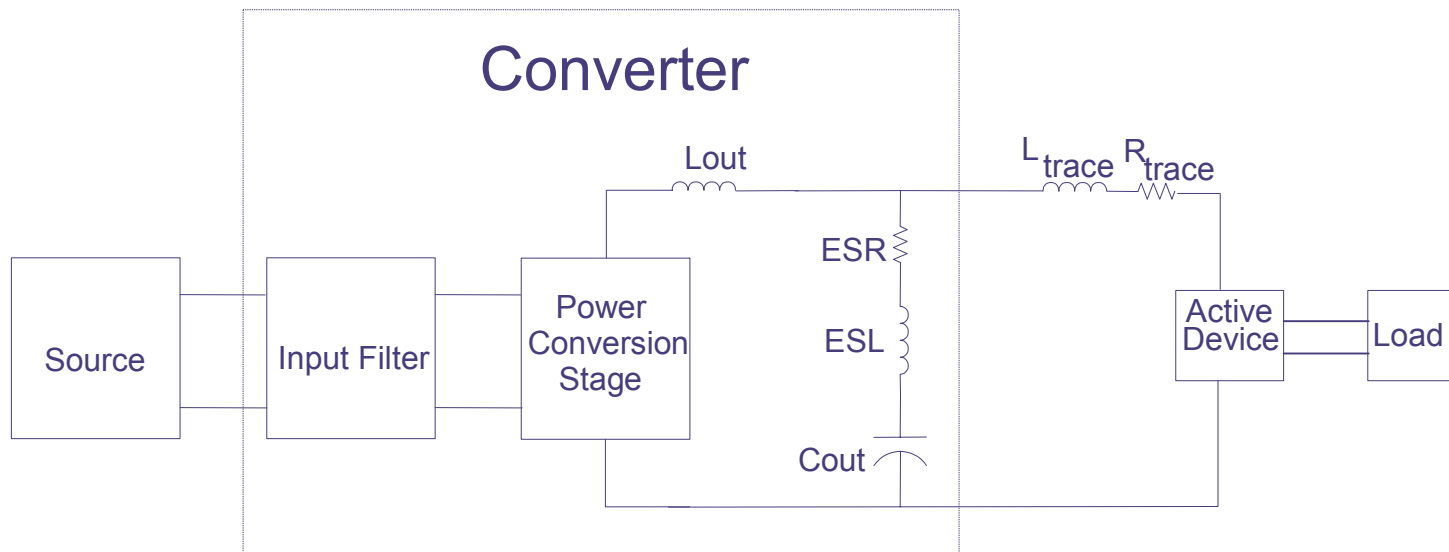 Converter
Lout
L trace
R trace
ESR
ESL
Cout
Source
Input Filter
Power
Conversion
Stage
Active
Device
Load